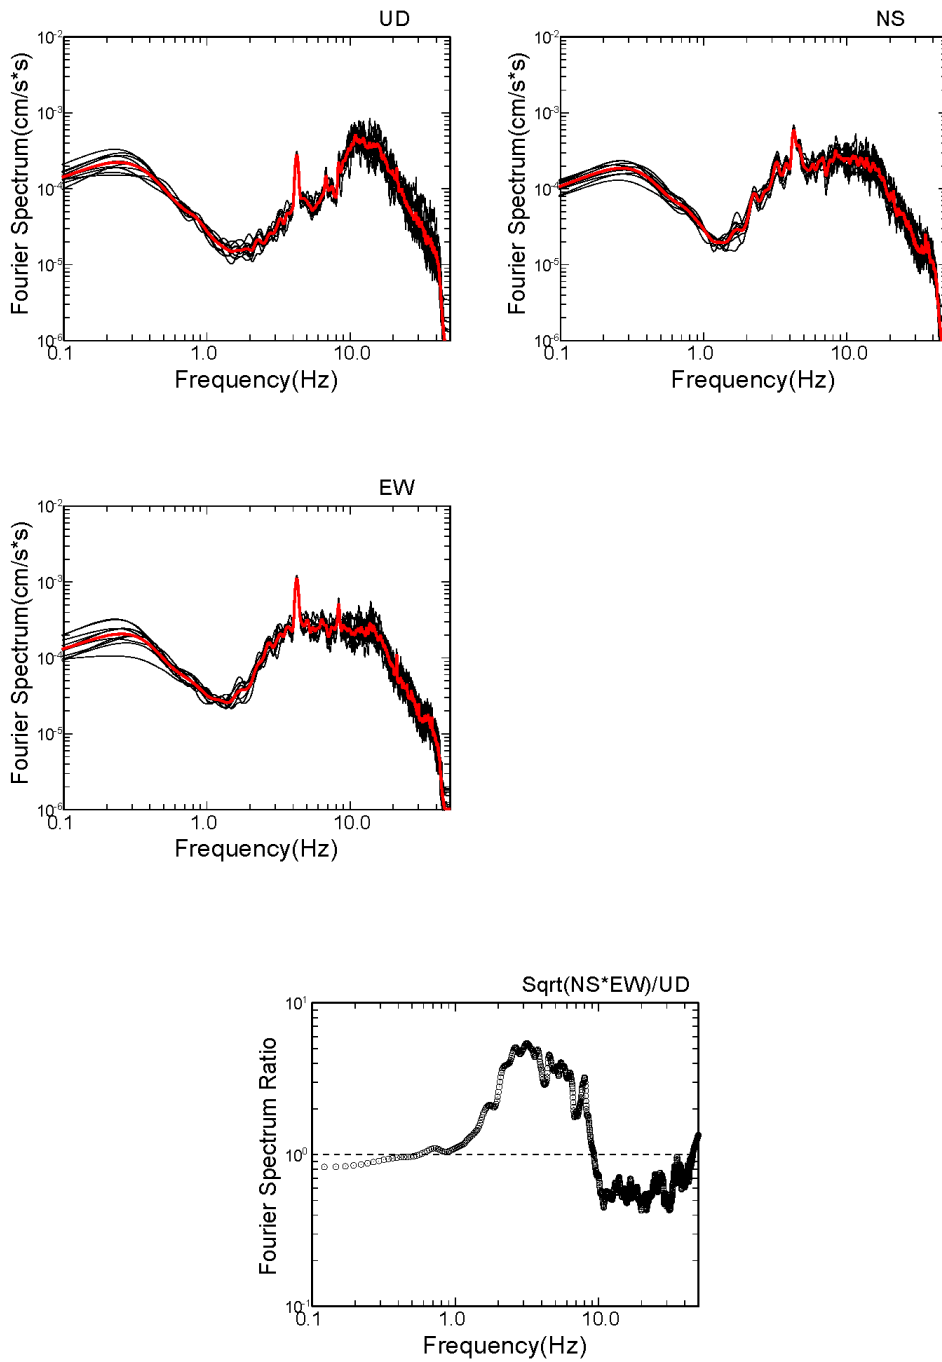 UD
NS
10-2
10-3
10-4
10-5
10-6
0.1 1.0 10.0
Frequency(Hz)
Fourier Spectrum(cm/s*s)
10-2
10-3
10-4
10-5
10-6
0.1 1.0 10.0
Frequency(Hz)
Fourier Spectrum(cm/s*s)
EW
10-2
10-3
10-4
10-5
10-6
0.1 1.0 10.0
Frequency(Hz)
Fourier Spectrum(cm/s*s)
Sqrt(NS*EW)/UD
101
100
10-1
0.1 1.0 10.0
Frequency(Hz)
Fourier Spectrum Ratio